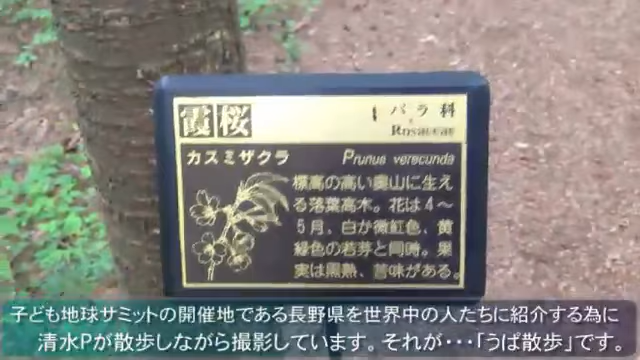 霞桜
バラ科
Rosaceae
カスミザクラ
Prunus verecunda
標高の高い奥山に生え
る落葉高木。花は4〜
5月、白か微紅色、黄
緑色の若芽と同時。果
実は黒熟、苦味がある。
子ども地球サミットの開催地である長野県を世界中の人たちに紹介する為に
清水Pが散歩しながら撮影しています。それが・・・「うぱ散歩」です。